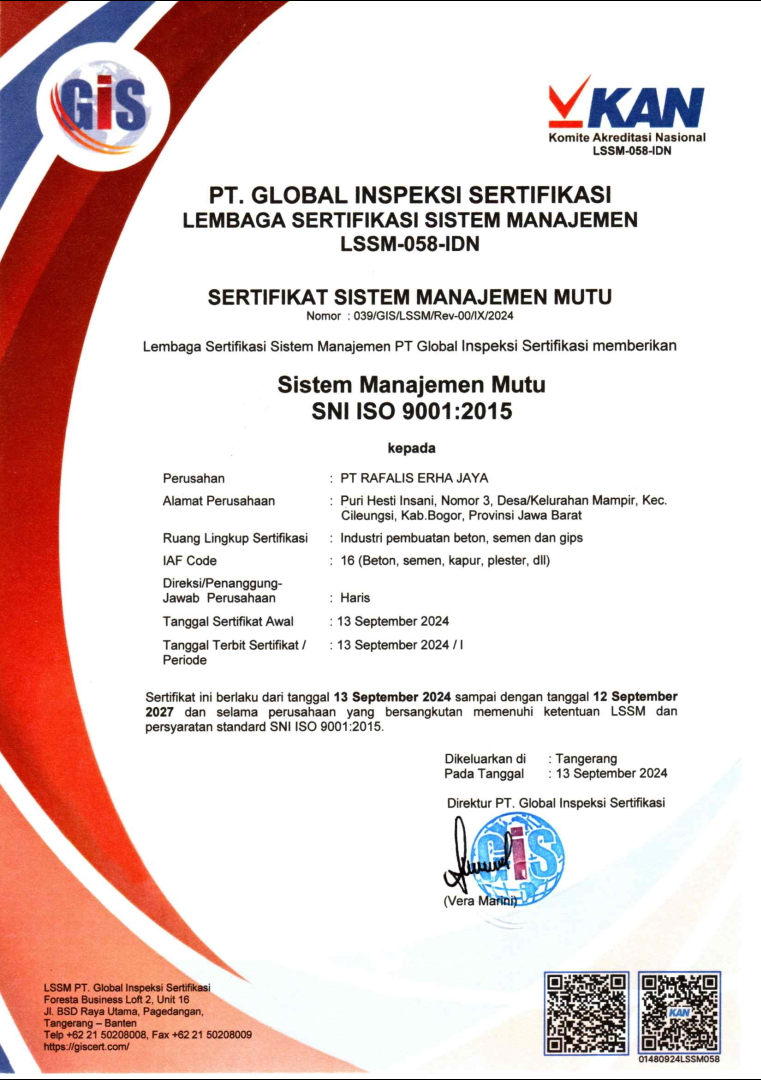 GiS
KAN
Komite Akreditasi Nasional
LSSM-058-IDN
PT. GLOBAL INSPEKSI SERTIFIKASI
LEMBAGA SERTIFIKASI SISTEM MANAJEMEN
LSSM-058-IDN
SERTIFIKAT SISTEM MANAJEMEN MUTU
Nomor : 039/GIS/LSSM/Rev-00/IX/2024
Lembaga Sertifikasi Sistem Manajemen PT Global Inspeksi Sertifikasi memberikan
Sistem Manajemen Mutu
SNI ISO 9001:2015
kepada
Perusahan : PT RAFALIS ERHA JAYA
Alamat Perusahaan : Puri Hesti Insani, Nomor 3, Desa/Kelurahan Mampir, Kec.
Cileungsi, Kab.Bogor, Provinsi Jawa Barat
Ruang Lingkup Sertifikasi : Industri pembuatan beton, semen dan gips
IAF Code : 16 (Beton, semen, kapur, plester, dll)
Direksi/Penanggung-
Jawab Perusahaan : Haris
Tanggal Sertifikat Awal : 13 September 2024
Tanggal Terbit Sertifikat / : 13 September 2024 / I
Periode
Sertifikat ini berlaku dari tanggal 13 September 2024 sampai dengan tanggal 12 September
2027 dan selama perusahaan yang bersangkutan memenuhi ketentuan LSSM dan
persyaratan standard SNI ISO 9001:2015.
Dikeluarkan di : Tangerang
Pada Tanggal : 13 September 2024
Direktur PT. Global Inspeksi Sertifikasi
GiS
(Vera Marini)
LSSM PT. Global Inspeksi Sertifikasi
Foresta Business Loft 2, Unit 16
Jl. BSD Raya Utama, Pagedangan,
Tangerang – Banten
Telp +62 21 50208008, Fax +62 21 50208009
https://giscert.com/
KAN
01480924LSSM058